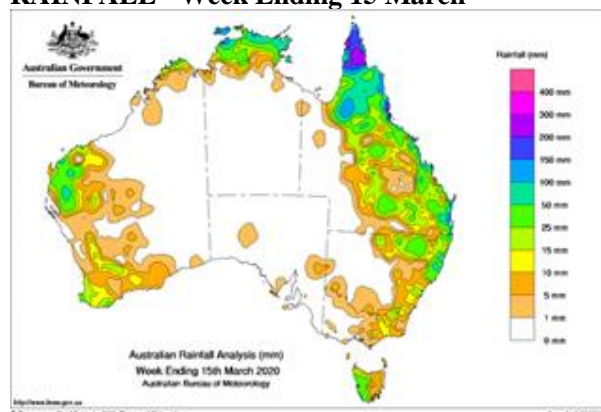 RAINFALL – Week Ending 15 March
Australian Government
Bureau of Meteorology
Rainfall (mm)
400 mm
300 mm
200 mm
150 mm
100 mm
50 mm
25 mm
15 mm
10 mm
5 mm
1 mm
0 mm
Australian Rainfall Analysis (mm)
Week Ending 15th March 2020
Australian Bureau of Meteorology
http://www.bom.gov.au